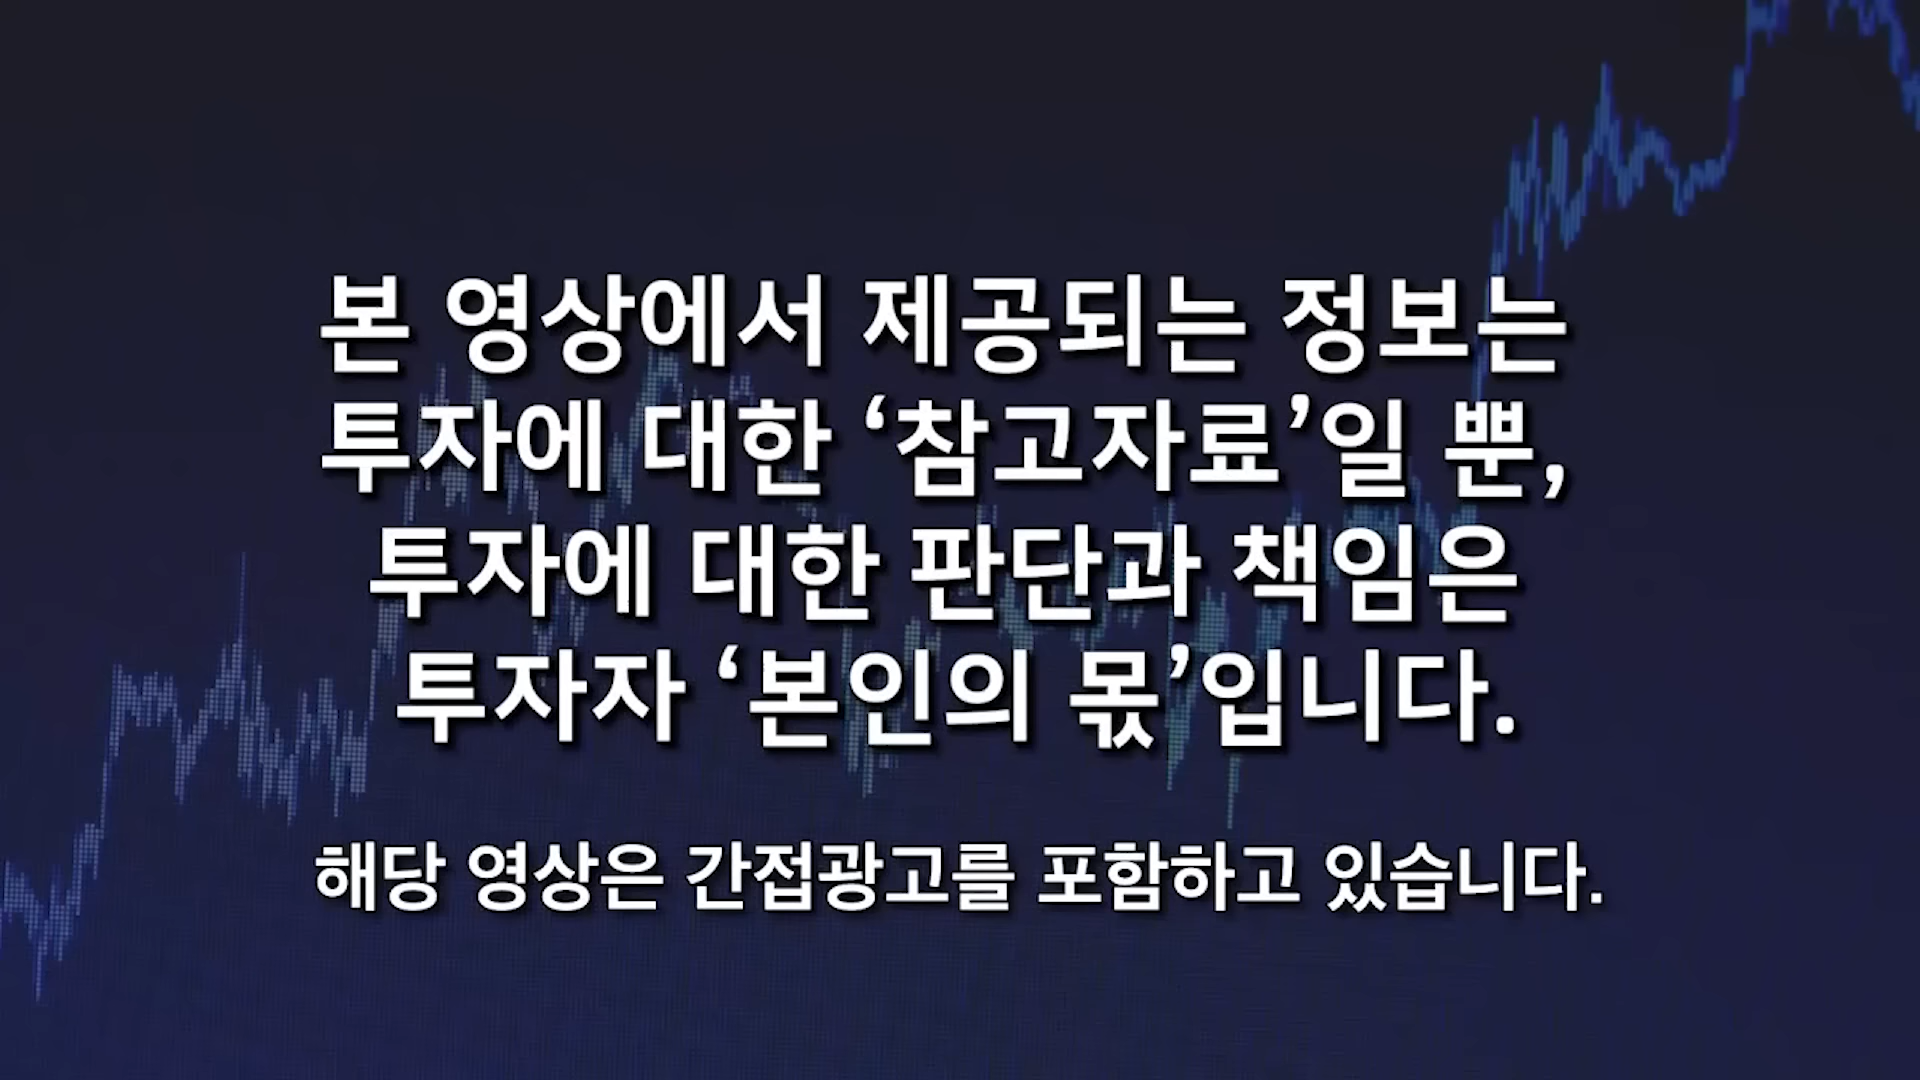 본 영상에서 제공되는 정보는
투자에 대한 ‘참고자료’일 뿐,
투자에 대한 판단과 책임은
투자자 ‘본인의 몫’입니다.
해당 영상은 간접광고를 포함하고 있습니다.